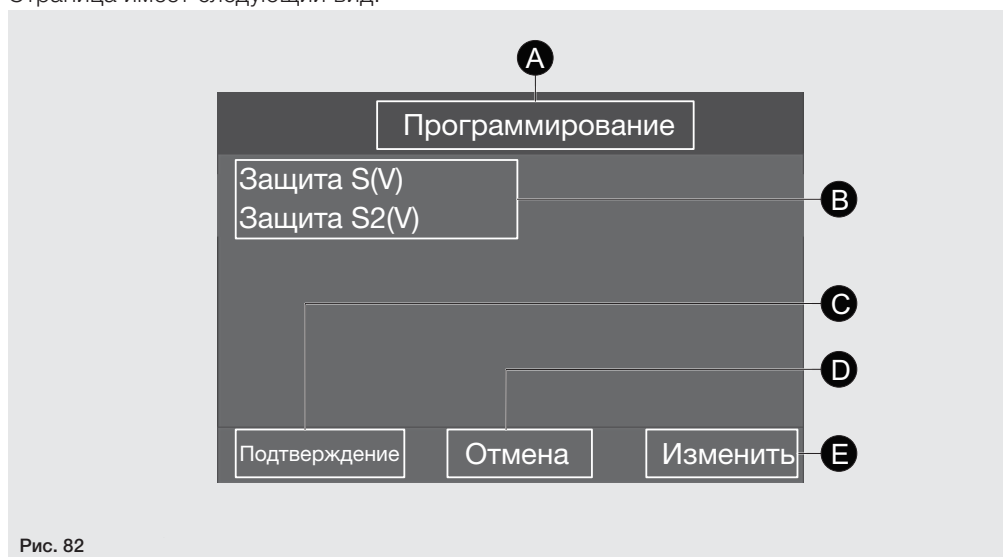 Страница имеет следующий вид:
A
Программирование
Защита S(V)
Защита S2(V)
B
C
D
Подтверждение
Отмена
Изменить
E
Рис. 82